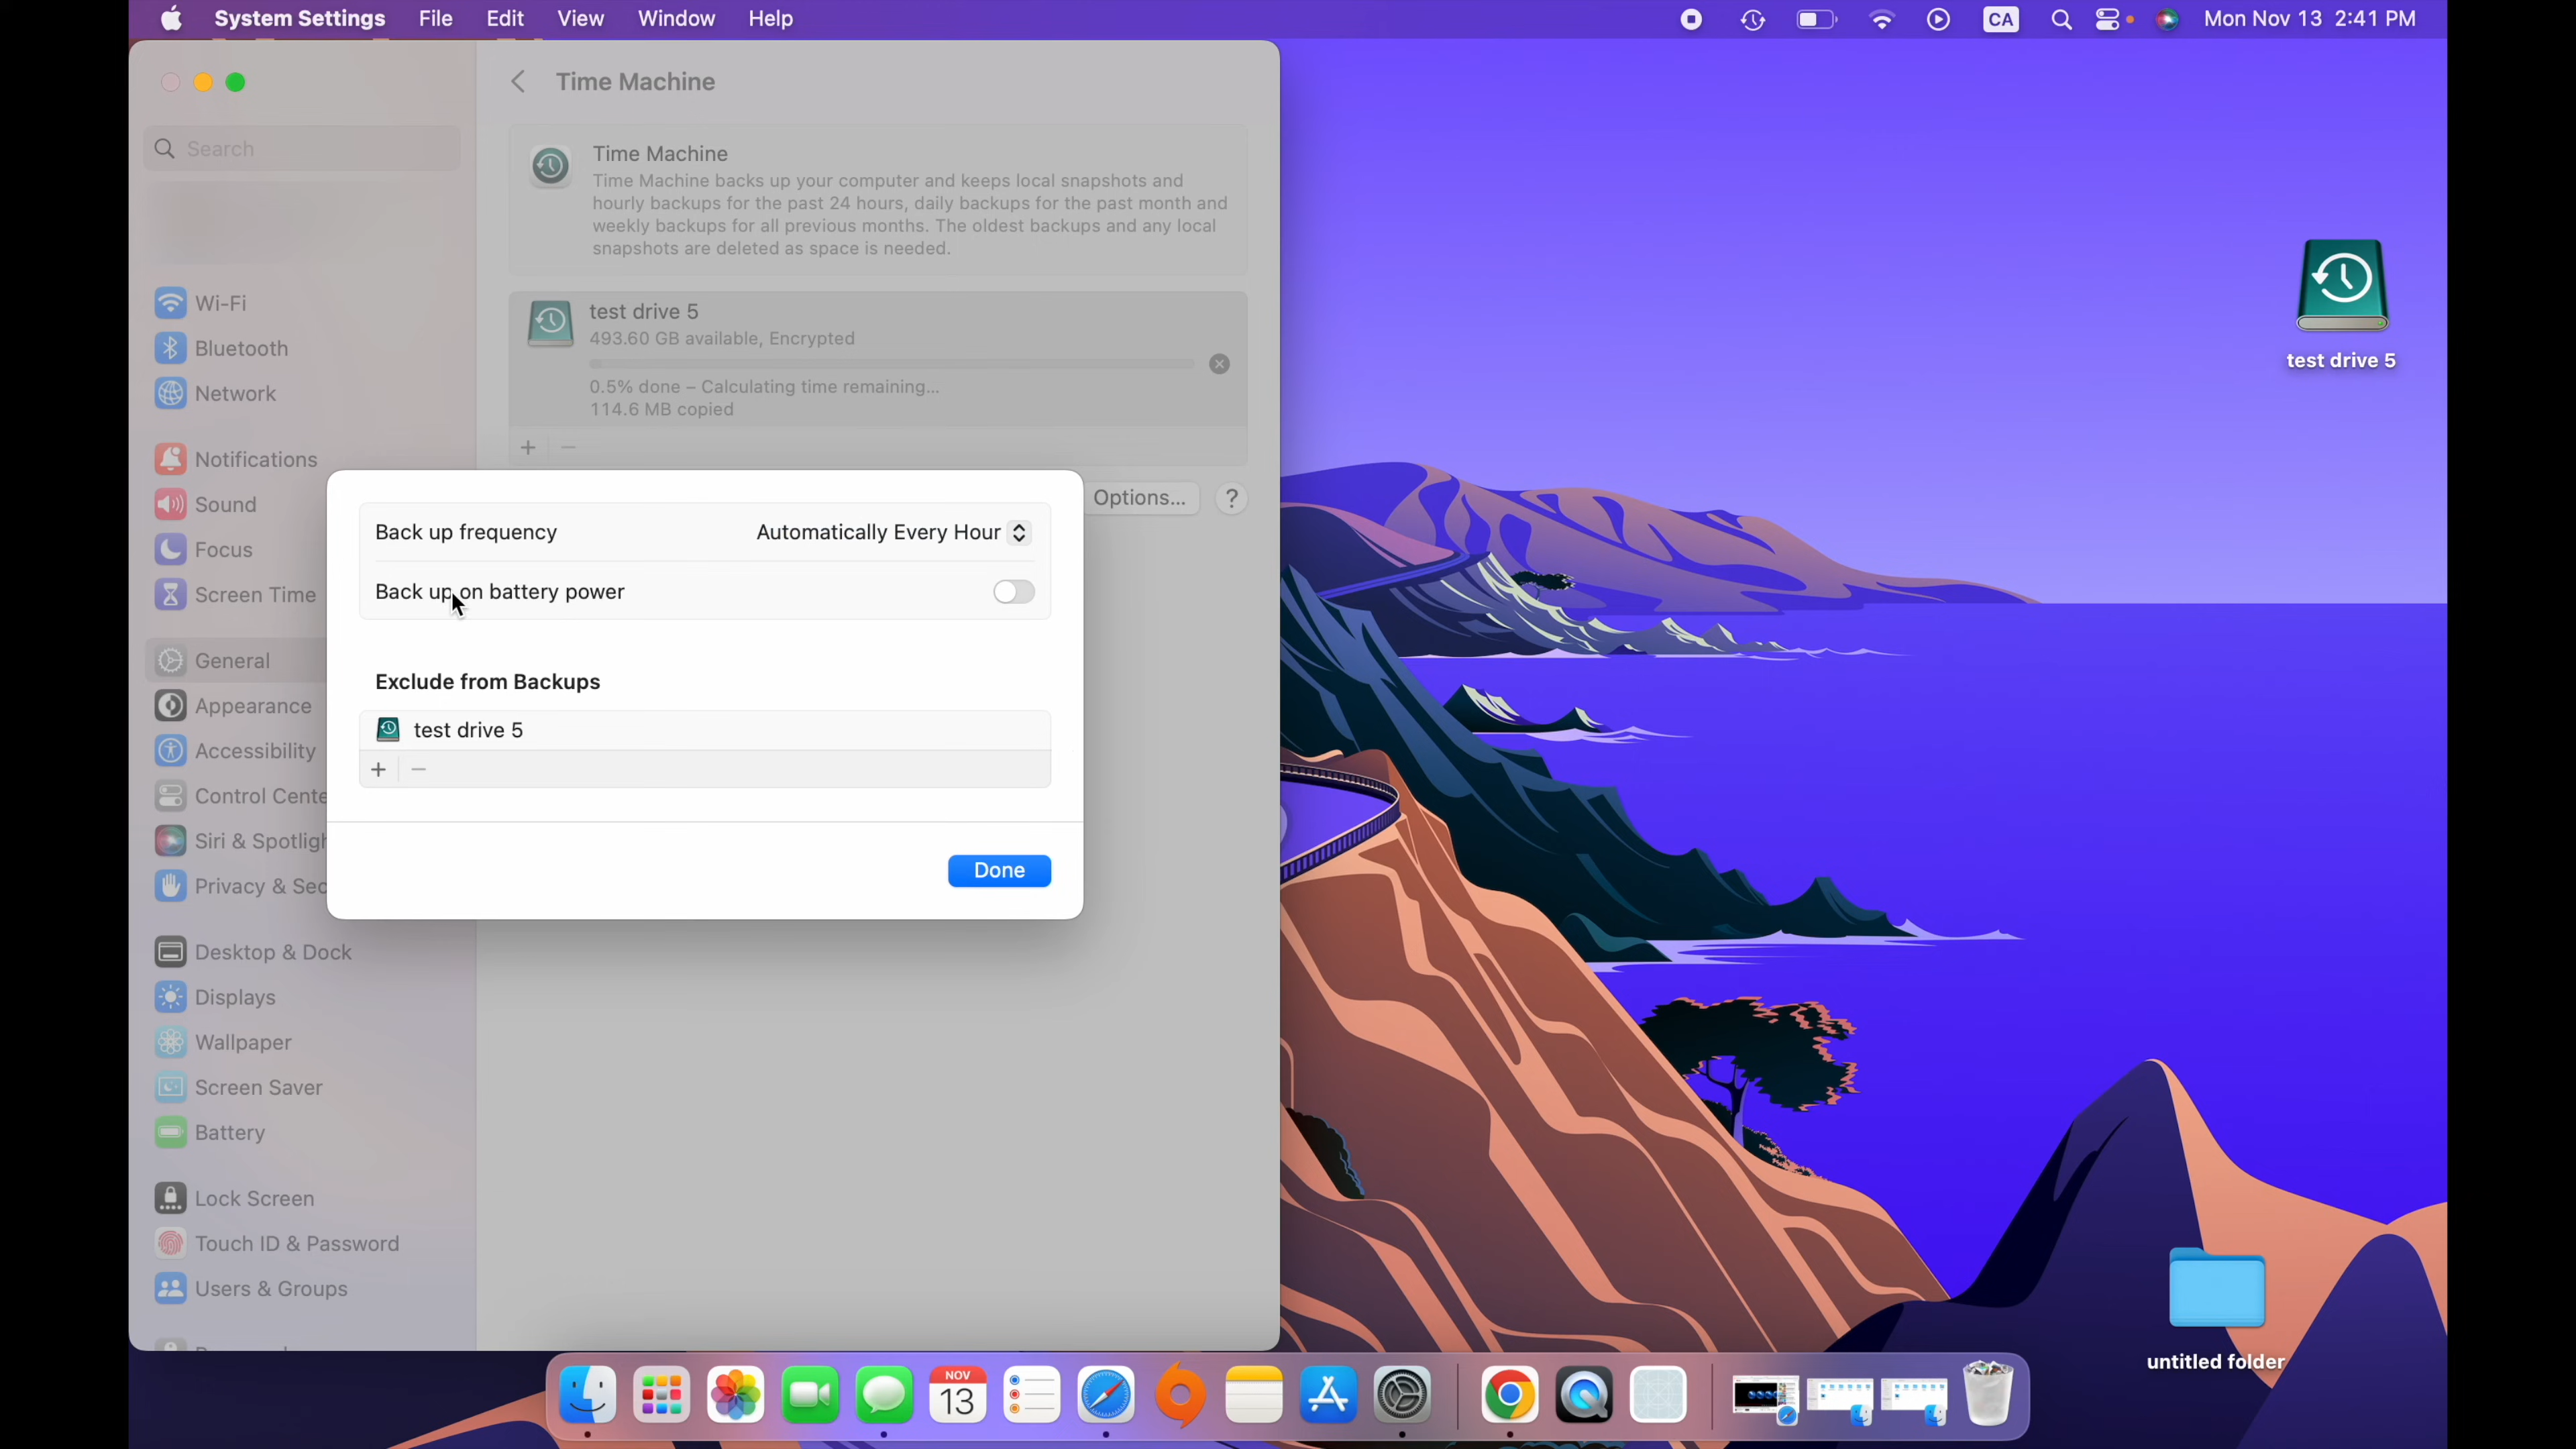 System Settings File Edit View Window Help
CA
Mon Nov 13 2:41 PM
Search
Wi-Fi
Bluetooth
Network
Notifications
Sound
Focus
Screen Time
General
Appearance
Accessibility
Control Cente
Siri & Spotligh
Privacy & Sec
Desktop & Dock
Displays
Wallpaper
Screen Saver
Battery
Lock Screen
Touch ID & Password
Users & Groups
Time Machine
Time Machine
Time Machine backs up your computer and keeps local snapshots and
hourly backups for the past 24 hours, daily backups for the past month and
weekly backups for all previous months. The oldest backups and any local
snapshots are deleted as space is needed.
test drive 5
493.60 GB available, Encrypted
0.5% done – Calculating time remaining...
114.6 MB copied
+ −
Options... ?
Back up frequency Automatically Every Hour
Back up on battery power
Exclude from Backups
test drive 5
+ −
Done
test drive 5
untitled folder
NOV
13